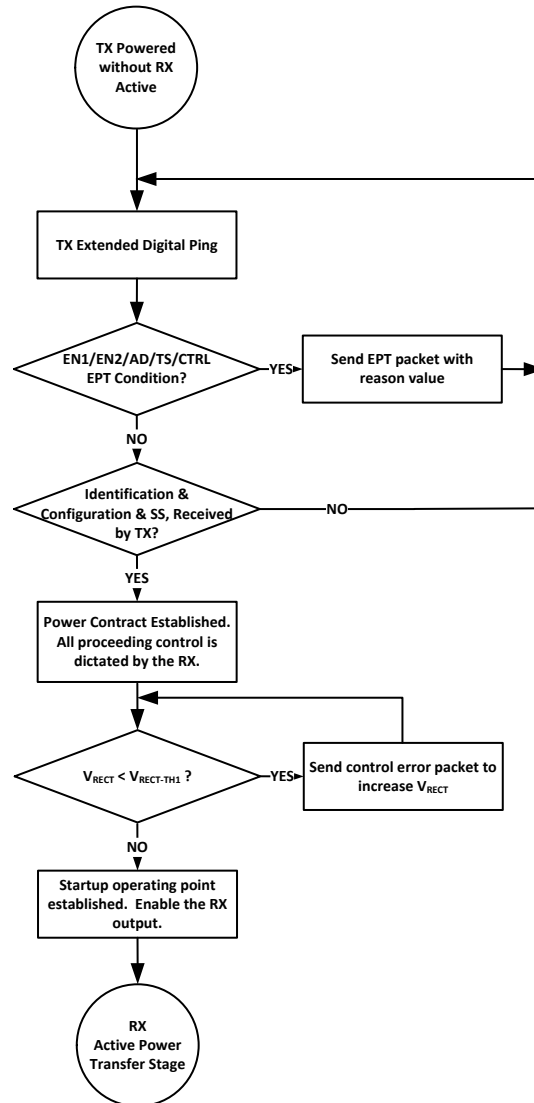 TX Powered
without RX
Active
TX Extended Digital Ping
EN1/EN2/AD/TS/CTRL
EPT Condition?
YES
Send EPT packet with
reason value
NO
Identification &
Configuration & SS, Received
by TX?
NO
YES
Power Contract Established.
All proceeding control is
dictated by the RX.
VRECT < VRECT-TH1 ?
YES
Send control error packet to
increase VRECT
NO
Startup operating point
established. Enable the RX
output.
RX
Active Power
Transfer Stage